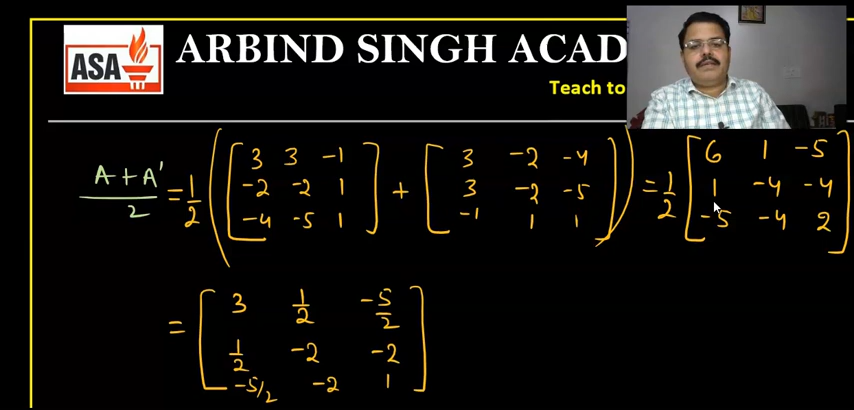 ASA ARBIND SINGH ACAD
Teach to
A + A' / 2 = 1/2 ( [ 3 3 -1 ] + [ 3 -2 -4 ] ) = 1/2 [ 6 1 -5 ]
[ -2 -2 1 ] [ 3 -2 -5 ] [ 1 -4 -4 ]
[ -4 -5 1 ] [ -1 1 1 ] [ -5 -4 2 ]
= [ 3 1/2 -5/2 ]
[ 1/2 -2 -2 ]
[ -5/2 -2 1 ]